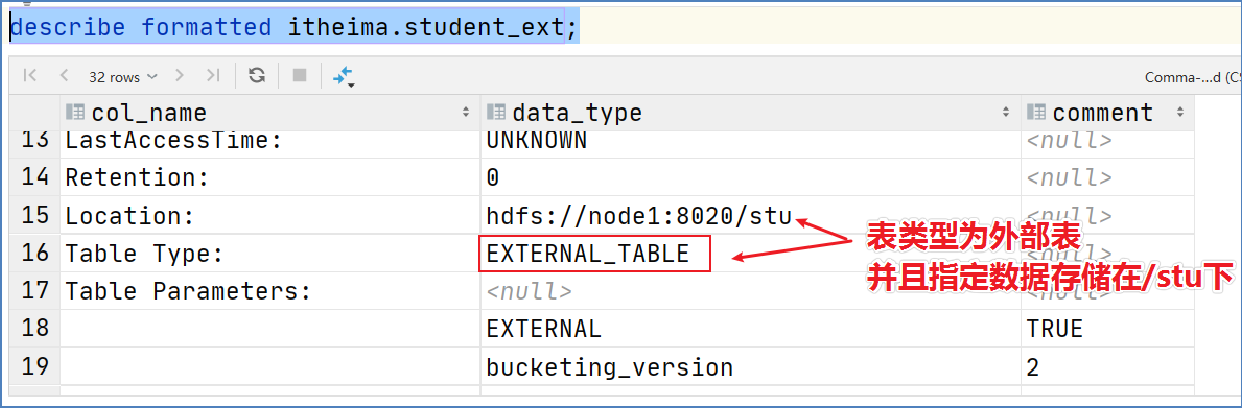 describe formatted itheima.student_ext;
32 rows
Comma-...d (CS
col_name data_type comment
13 LastAccessTime: UNKNOWN <null>
14 Retention: 0 <null>
15 Location: hdfs://node1:8020/stu <null>
16 Table Type: EXTERNAL_TABLE
表类型为外部表
并且指定数据存储在/stu下
17 Table Parameters: <null> <null>
18 EXTERNAL TRUE
19 bucketing_version 2